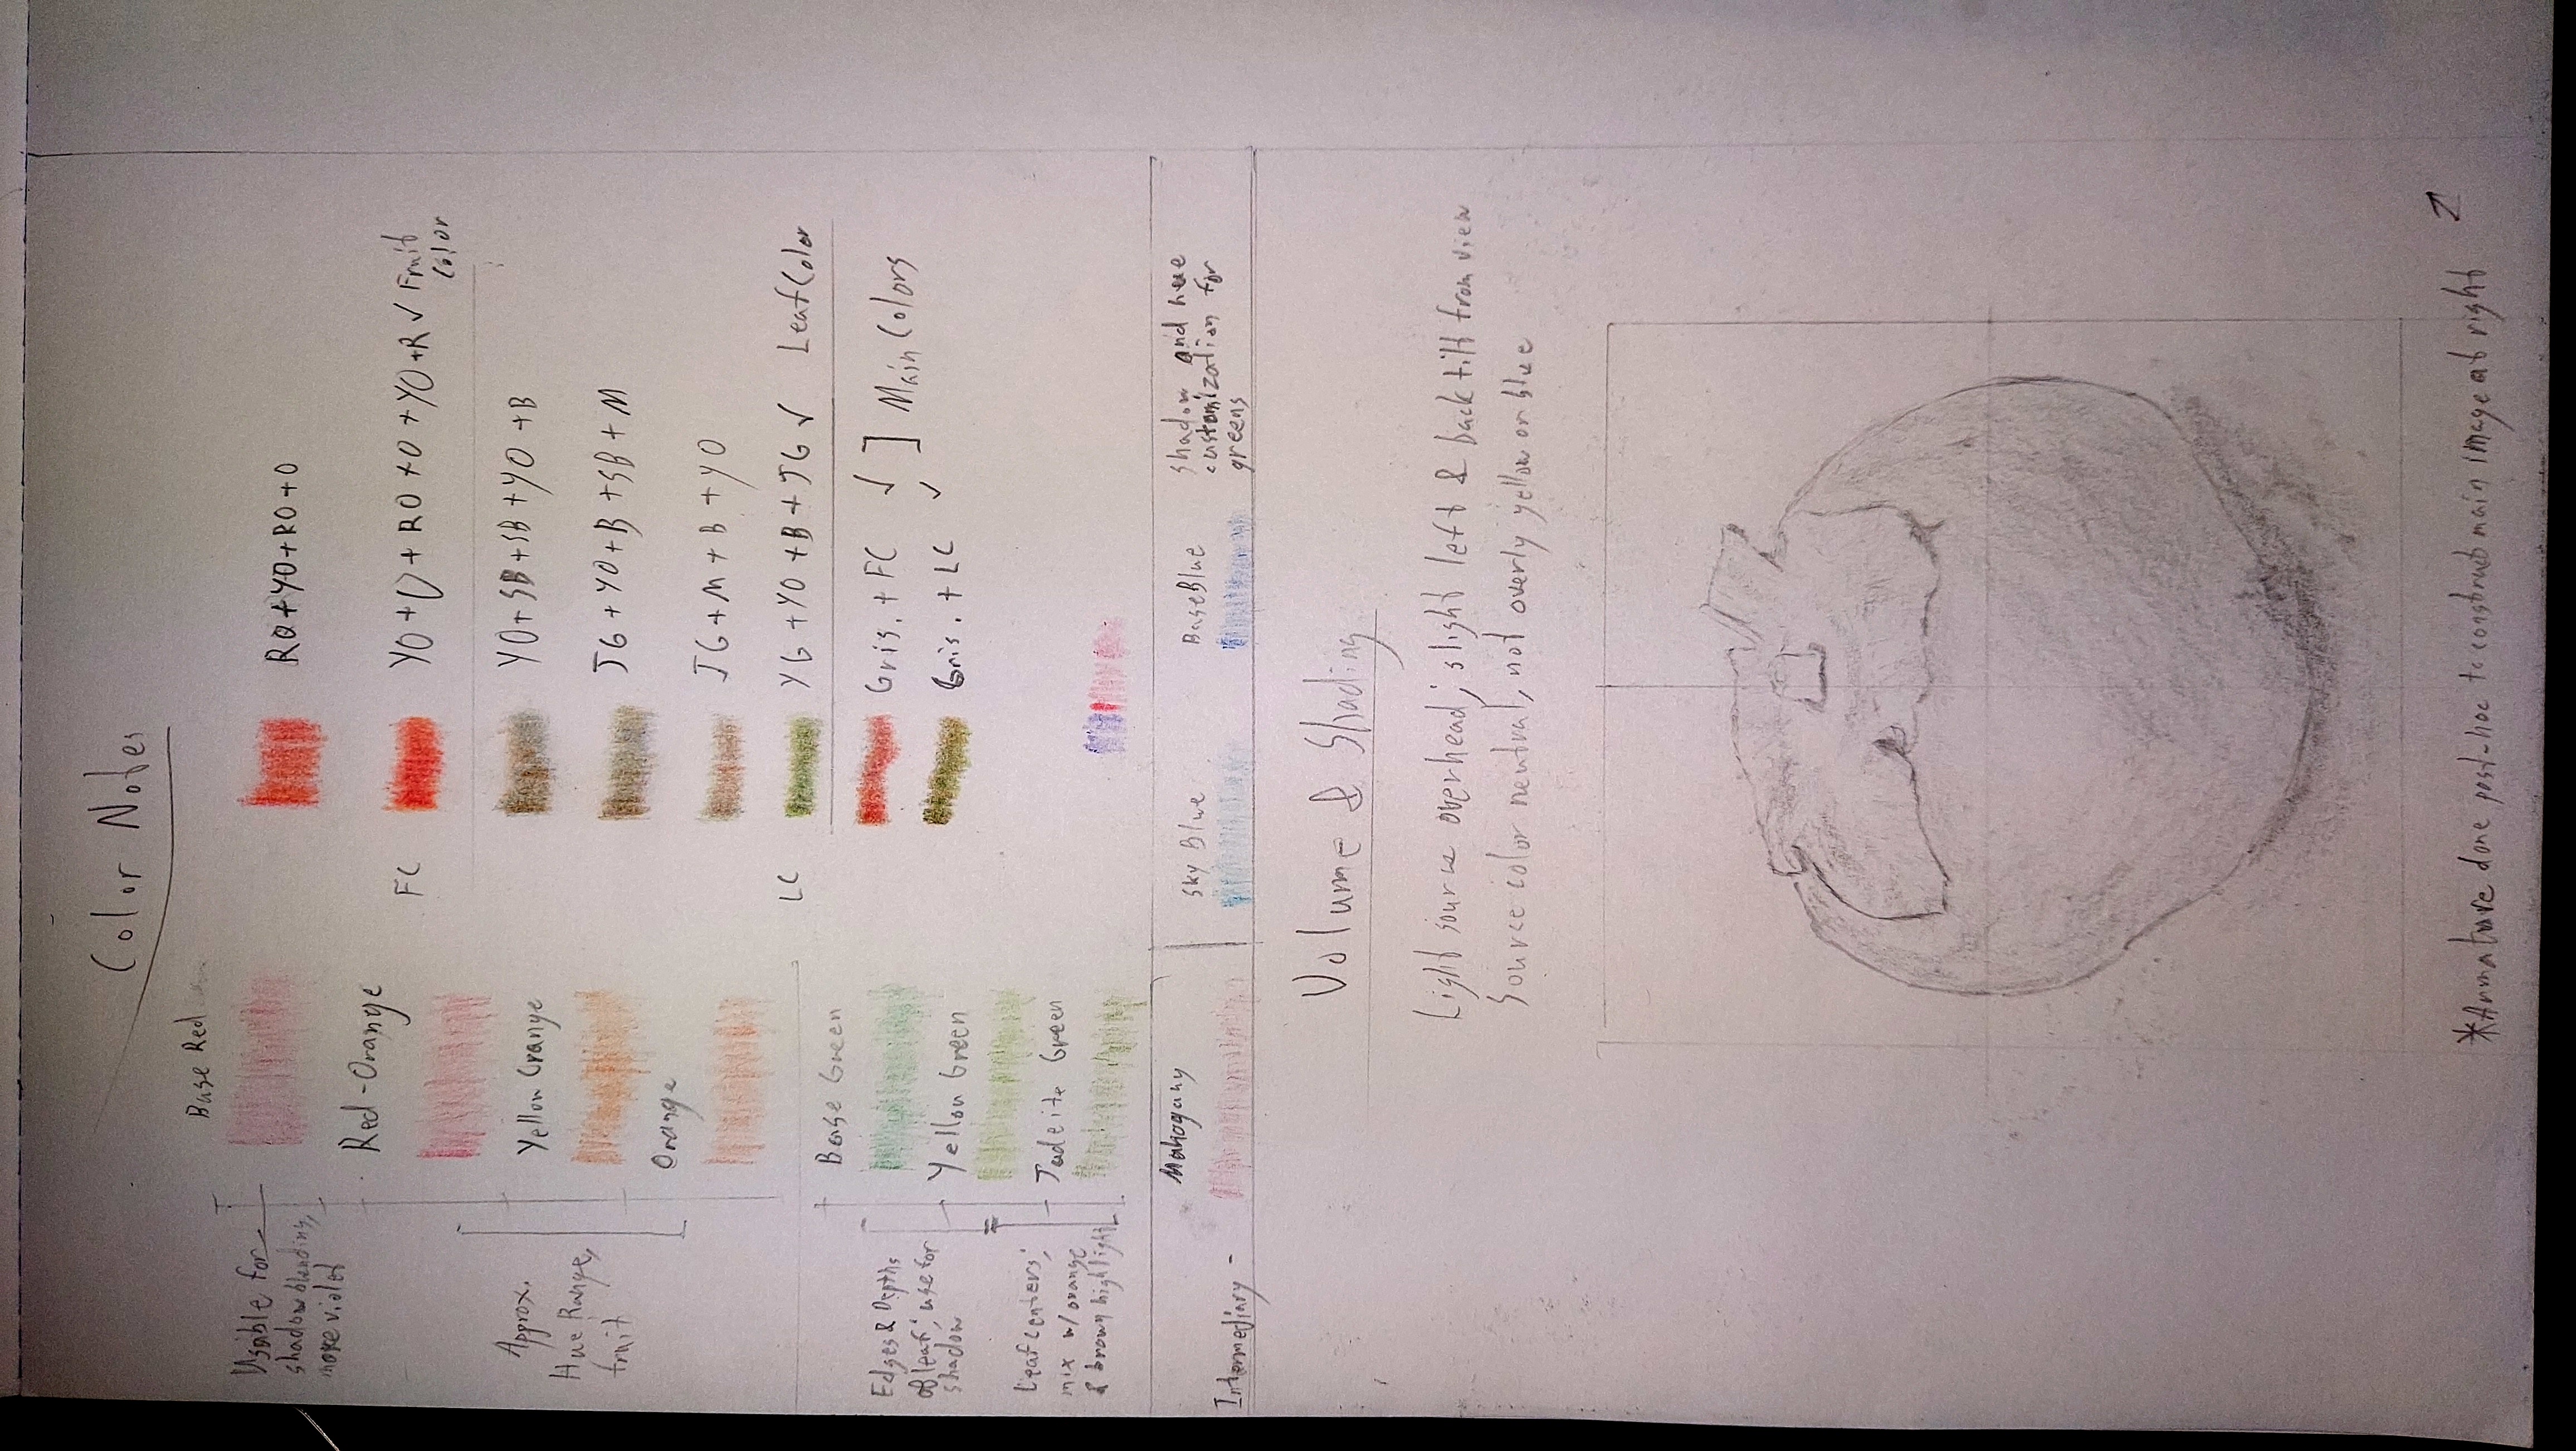 Color Notes
Base Red
Usable for
shadow blending,
more violet
Red-Orange
Approx.
Hue Range,
fruit
Yellow Orange
Orange
RO+YO+RO+O
FC
YO+O+RO+O+YO+R ✓ Fruit
Color
YO+SB+SB+YO+B
JG+YO+B+SB+M
JG+M+B+YO
LC
YG+YO+B+JG ✓ Leaf Color
Gris. + FC ✓
Gris. + LC ✓
] Main Colors
Base Green
Edges & Depths
of leaf; use for
shadow
Yellow Green
Leaf centers;
mix w/ orange
& brown highlight
Jadeite Green
Mahogany
Intermediary -
Sky Blue
Base Blue
shadow and hue
customization for
greens
Volume & Shading
Light source overhead; slight left & back tilt from view
Source color neutral, not overly yellow or blue
*Armature done post-hoc to construct main image at right